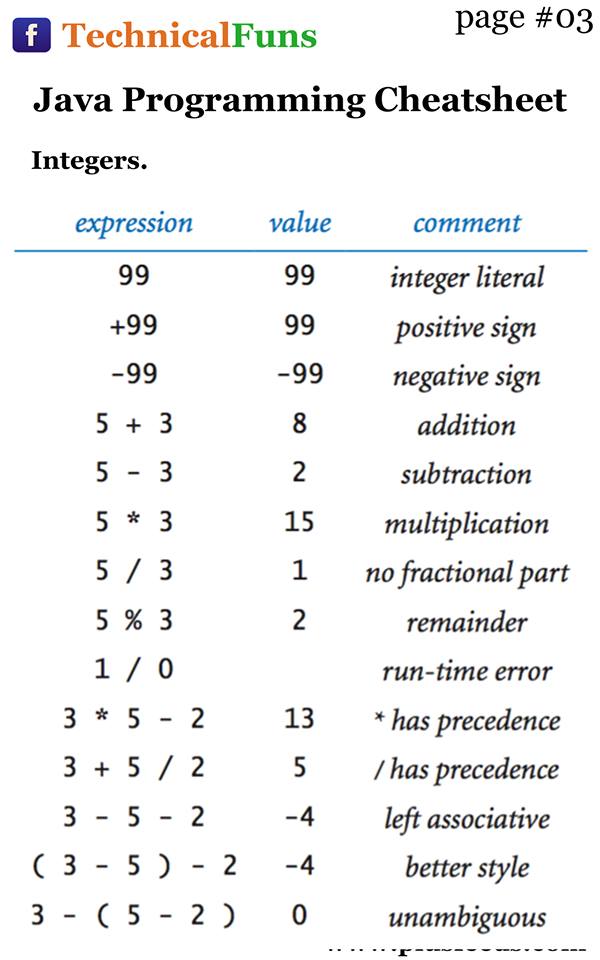 f TechnicalFuns page #03
Java Programming Cheatsheet
Integers.
expression value comment
99 99 integer literal
+99 99 positive sign
-99 -99 negative sign
5 + 3 8 addition
5 - 3 2 subtraction
5 * 3 15 multiplication
5 / 3 1 no fractional part
5 % 3 2 remainder
1 / 0 run-time error
3 * 5 - 2 13 * has precedence
3 + 5 / 2 5 / has precedence
3 - 5 - 2 -4 left associative
( 3 - 5 ) - 2 -4 better style
3 - ( 5 - 2 ) 0 unambiguous